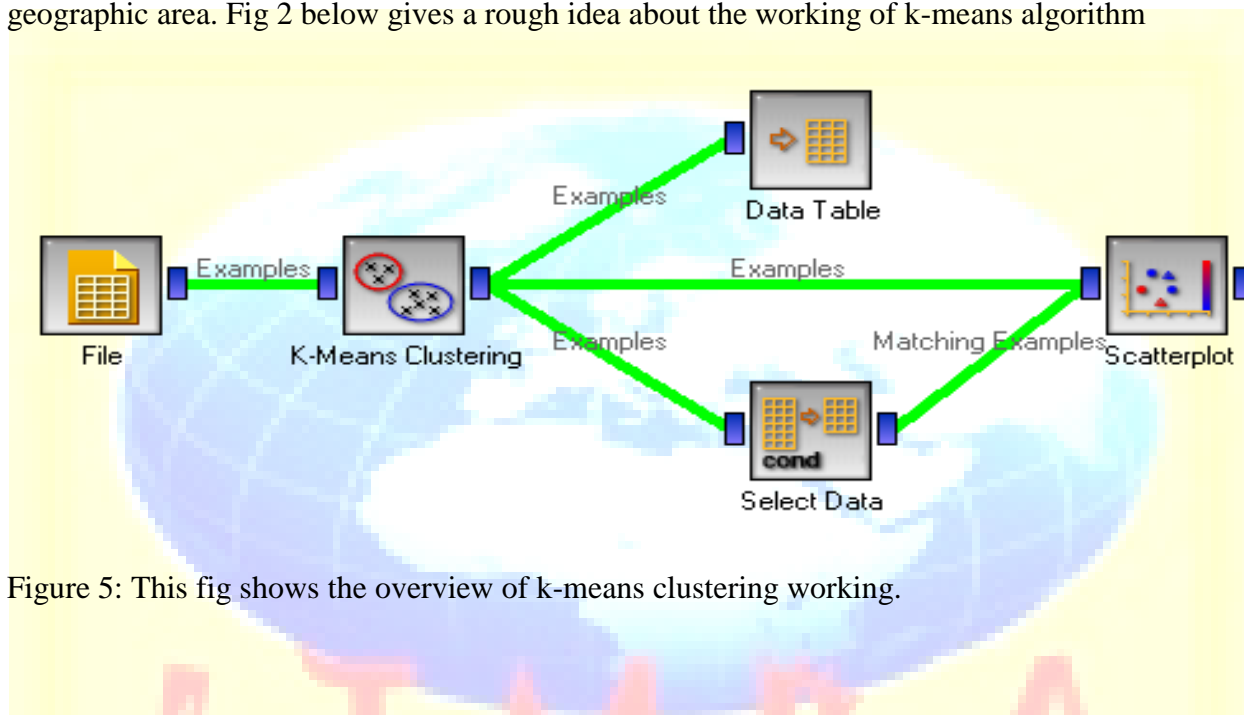 geographic area. Fig 2 below gives a rough idea about the working of k-means algorithm
Examples
Data Table
Examples
Examples
File
K-Means Clustering
Examples
Matching Examples
Scatterplot
cond
Select Data
Figure 5: This fig shows the overview of k-means clustering working.